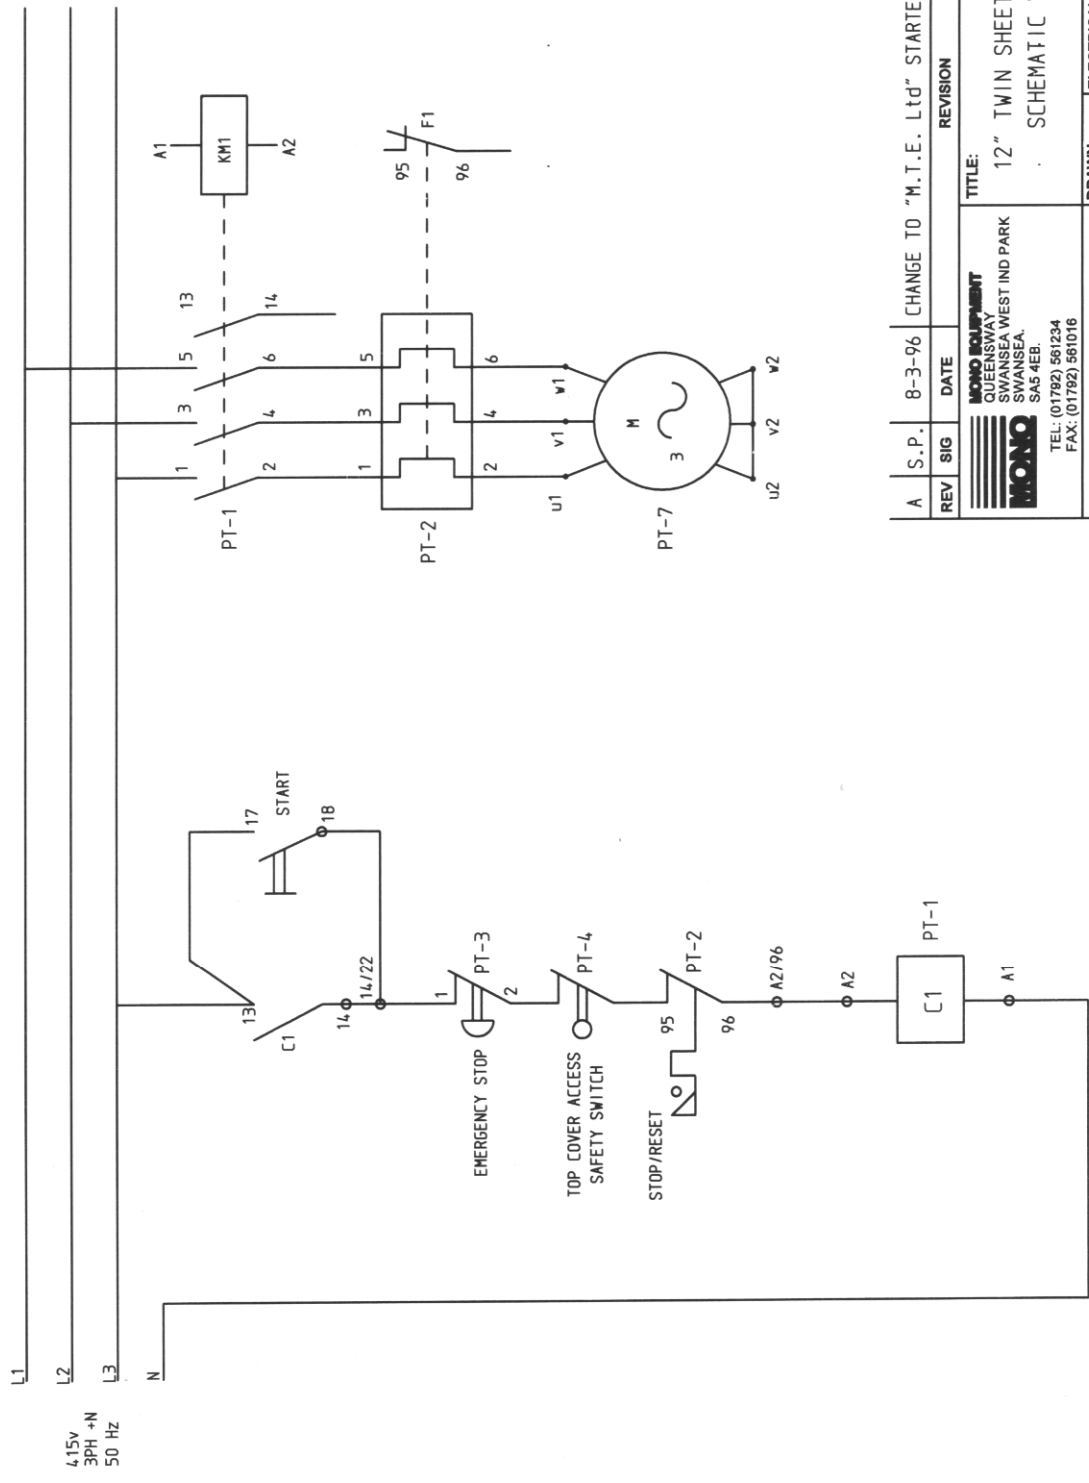 L1
L2
L3
N
415v
3PH +N
50 Hz
13
C1
14
14/22
17
START
18
1
PT-3
2
EMERGENCY STOP
PT-4
TOP COVER ACCESS
SAFETY SWITCH
95
PT-2
96
STOP/RESET
A2/96
A2
C1
PT-1
A1
1
3
5
13
2
4
6
14
PT-1
A1
KM1
A2
1
3
5
PT-2
2
4
6
95
F1
96
u1
v1
w1
M
3
PT-7
u2
v2
w2
A S.P. 8-3-96 CHANGE TO "M.T.E. Ltd" STARTE
REV SIG DATE REVISION
MONO
MONO EQUIPMENT
QUEENSWAY
SWANSEA WEST IND PARK
SWANSEA.
SA5 4EB.
TEL: (01792) 561234
FAX: (01792) 561016
TITLE:
12" TWIN SHEET
SCHEMATIC